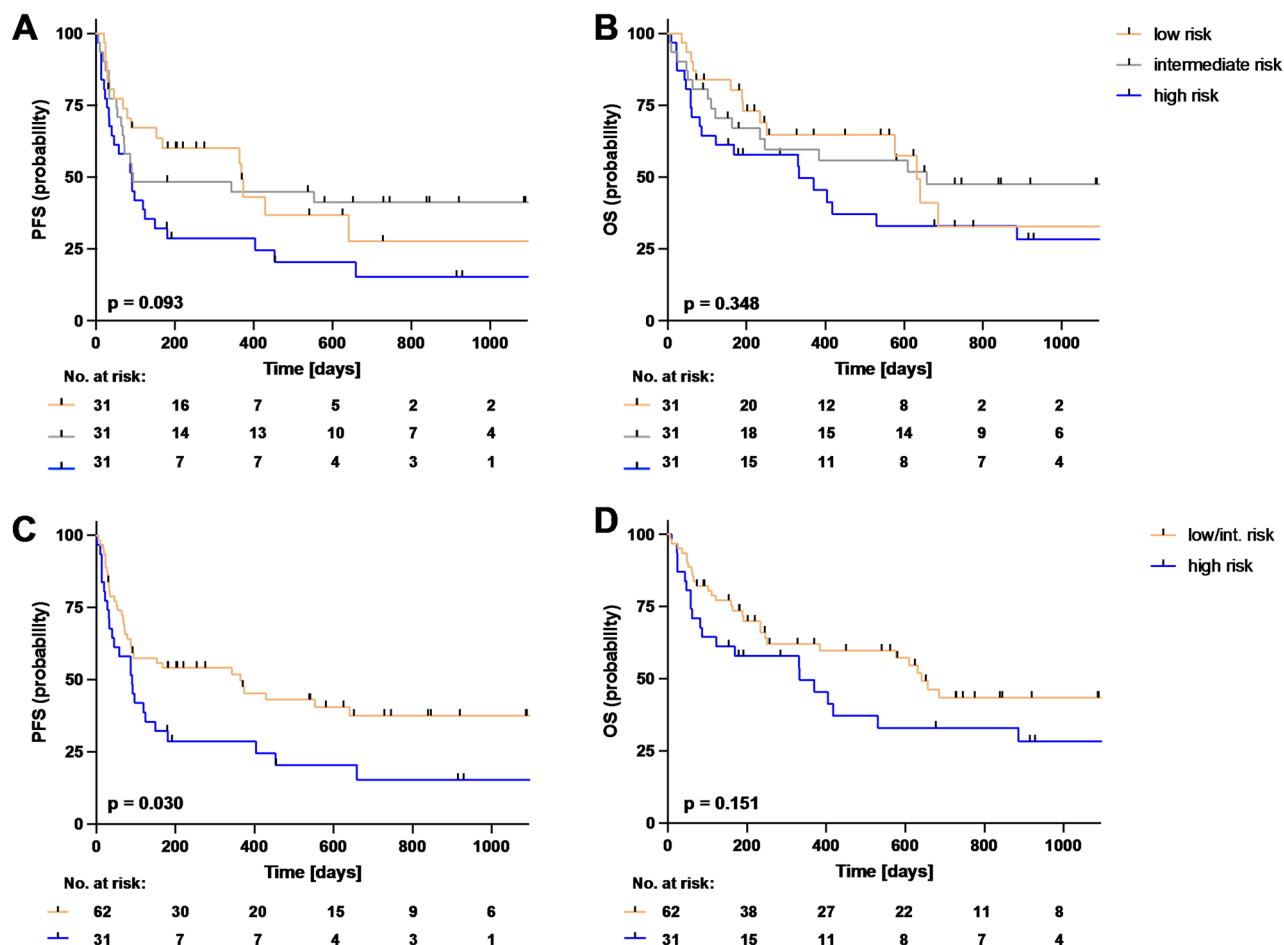 A
100
75
50
25
0
PFS (probability)
p = 0.093
0 200 400 600 800 1000
Time [days]
No. at risk:
31 16 7 5 2 2
31 14 13 10 7 4
31 7 7 4 3 1
B
100
75
50
25
0
OS (probability)
p = 0.348
0 200 400 600 800 1000
Time [days]
No. at risk:
31 20 12 8 2 2
31 18 15 14 9 6
31 15 11 8 7 4
low risk
intermediate risk
high risk
C
100
75
50
25
0
PFS (probability)
p = 0.030
0 200 400 600 800 1000
Time [days]
No. at risk:
62 30 20 15 9 6
31 7 7 4 3 1
D
100
75
50
25
0
OS (probability)
p = 0.151
0 200 400 600 800 1000
Time [days]
No. at risk:
62 38 27 22 11 8
31 15 11 8 7 4
low/int. risk
high risk